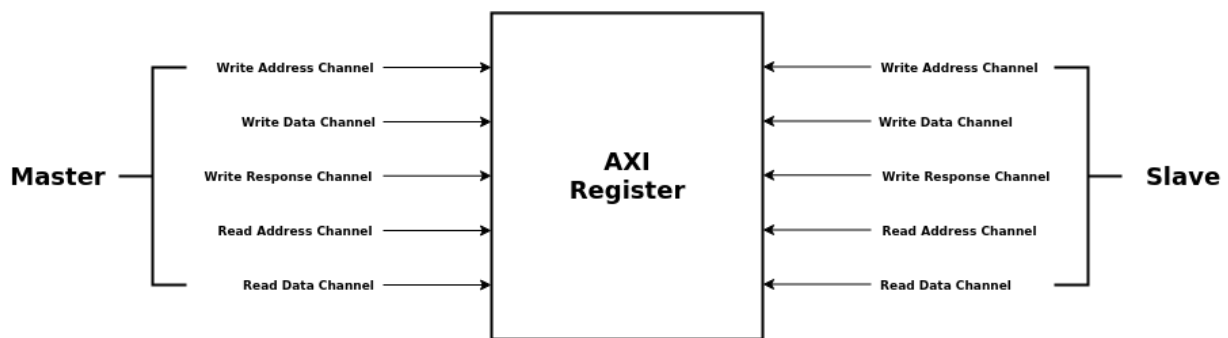 Write Address Channel
Write Address Channel
Write Data Channel
Write Data Channel
Master
Write Response Channel
AXI
Register
Write Response Channel
Slave
Read Address Channel
Read Address Channel
Read Data Channel
Read Data Channel